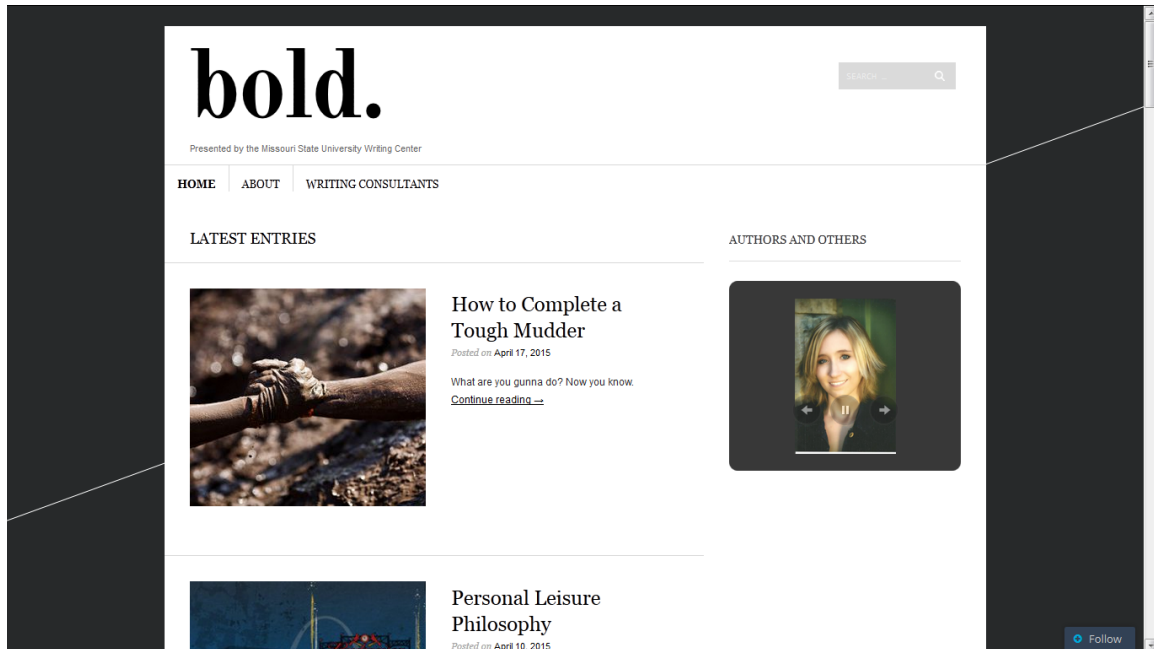 bold.
SEARCH ...
Presented by the Missouri State University Writing Center
HOME
ABOUT
WRITING CONSULTANTS
LATEST ENTRIES
AUTHORS AND OTHERS
How to Complete a
Tough Mudder
Posted on April 17, 2015
What are you gunna do? Now you know.
Continue reading →
Personal Leisure
Philosophy
Posted on April 10, 2015
Follow